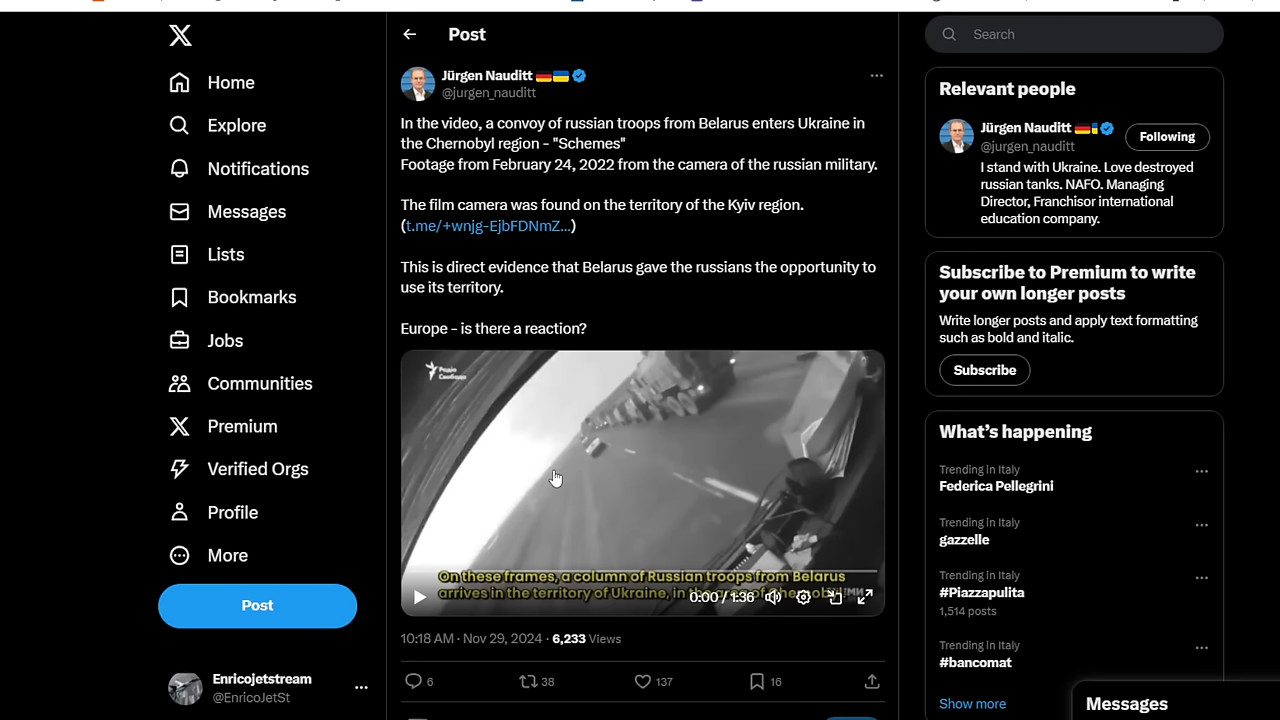 Home
Explore
Notifications
Messages
Lists
Bookmarks
Jobs
Communities
Premium
Verified Orgs
Profile
More
Post
Enricojetstream
@EnricoJetSt
Post
Jürgen Nauditt 🇩🇪🇺🇦
@jurgen_nauditt
In the video, a convoy of russian troops from Belarus enters Ukraine in
the Chernobyl region - "Schemes"
Footage from February 24, 2022 from the camera of the russian military.
The film camera was found on the territory of the Kyiv region.
(t.me/+wnjg-EjbFDNmZ…)
This is direct evidence that Belarus gave the russians the opportunity to
use its territory.
Europe - is there a reaction?
Радіо
Свобода
On these frames, a column of Russian troops from Belarus
arrives in the territory of Ukraine, in the
0:00 / 1:36
10:18 AM · Nov 29, 2024 · 6,233 Views
6
38
137
16
Search
Relevant people
Jürgen Nauditt
@jurgen_nauditt
Following
I stand with Ukraine. Love destroyed
russian tanks. NAFO. Managing
Director, Franchisor international
education company.
Subscribe to Premium to write
your own longer posts
Write longer posts and apply text formatting
such as bold and italic.
Subscribe
What's happening
Trending in Italy
Federica Pellegrini
Trending in Italy
gazzelle
Trending in Italy
#Piazzapulita
1,514 posts
Trending in Italy
#bancomat
Show more
Messages